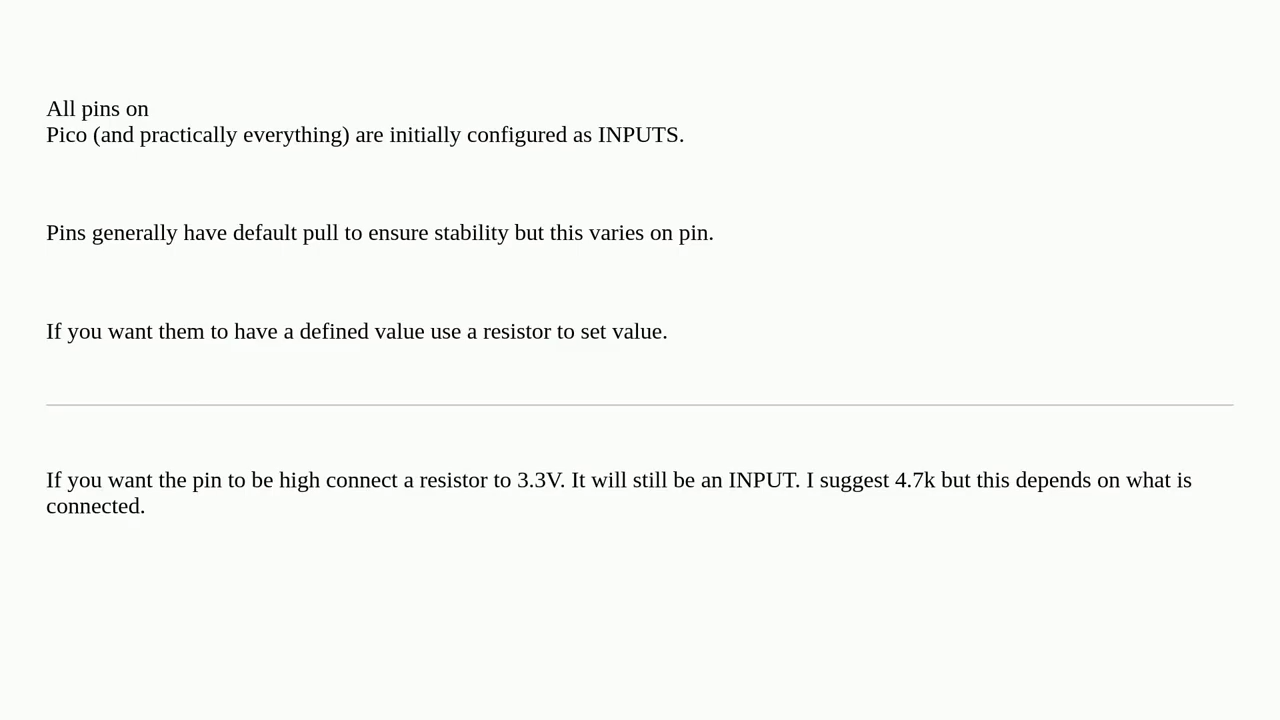 All pins on
Pico (and practically everything) are initially configured as INPUTS.
Pins generally have default pull to ensure stability but this varies on pin.
If you want them to have a defined value use a resistor to set value.
If you want the pin to be high connect a resistor to 3.3V. It will still be an INPUT. I suggest 4.7k but this depends on what is
connected.